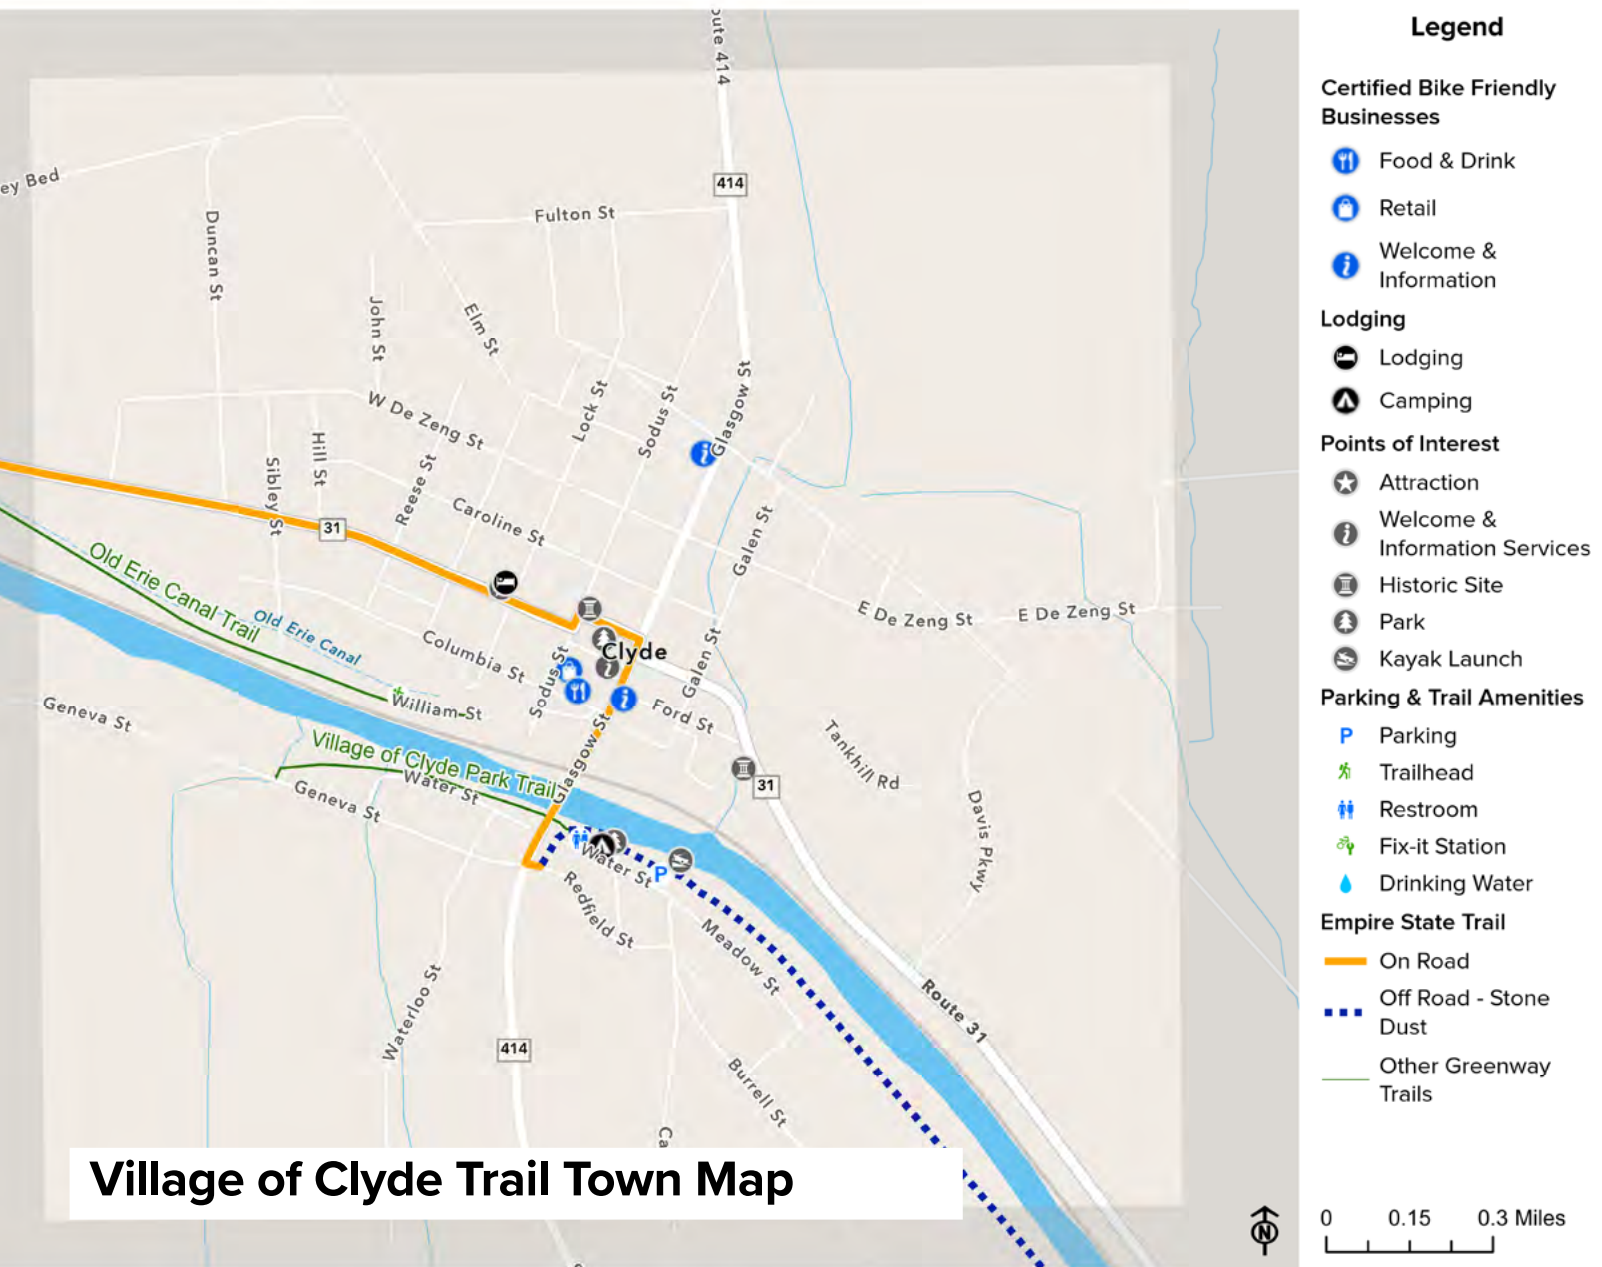 oute 414
414
ey Bed
Fulton St
Duncan St
John St
Elm St
Glasgow St
W De Zeng St
Lock St
Sodus St
Hill St
Sibley St
Reese St
Caroline St
Galen St
31
Old Erie Canal Trail
Old Erie Canal
E De Zeng St
E De Zeng St
Columbia St
Clyde
Sodus St
Galen St
William St
Ford St
Geneva St
Village of Clyde Park Trail
Glasgow St
Tankhill Rd
Water St
Geneva St
31
Davis Pkwy
Water St
P
Redfield St
Meadow St
Waterloo St
Route 31
414
Burrell St
Ca
Village of Clyde Trail Town Map
N
Legend
Certified Bike Friendly
Businesses
Food & Drink
Retail
Welcome &
Information
Lodging
Lodging
Camping
Points of Interest
Attraction
Welcome &
Information Services
Historic Site
Park
Kayak Launch
Parking & Trail Amenities
P Parking
Trailhead
Restroom
Fix-it Station
Drinking Water
Empire State Trail
On Road
Off Road - Stone
Dust
Other Greenway
Trails
0 0.15 0.3 Miles